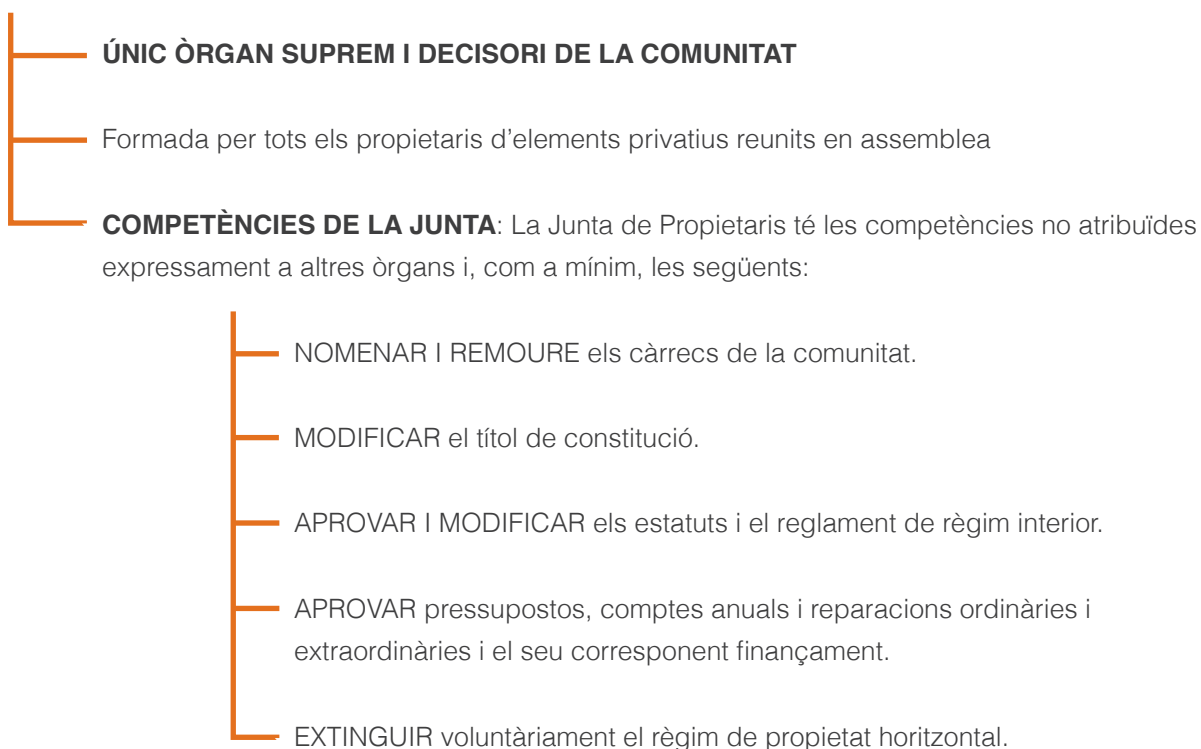 ÚNIC ÒRGAN SUPREM I DECISORI DE LA COMUNITAT
Formada per tots els propietaris d’elements privatius reunits en assemblea
COMPETÈNCIES DE LA JUNTA: La Junta de Propietaris té les competències no atribuïdes
expressament a altres òrgans i, com a mínim, les següents:
NOMENAR I REMOURE els càrrecs de la comunitat.
MODIFICAR el títol de constitució.
APROVAR I MODIFICAR els estatuts i el reglament de règim interior.
APROVAR pressupostos, comptes anuals i reparacions ordinàries i
extraordinàries i el seu corresponent finançament.
EXTINGUIR voluntàriament el règim de propietat horitzontal.